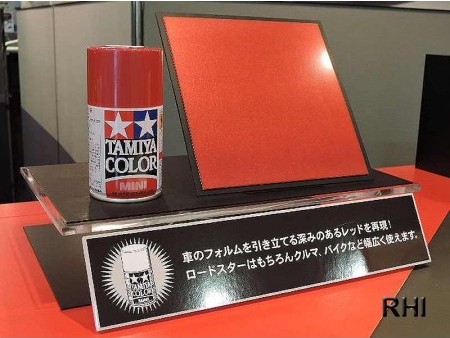 TAMIYA
COLOR
MINI
車のフォルムを引き立てる深みのあるレッドを再現!
ロードスターはもちろんクルマ、バイクなど幅広く使えます。
RHI